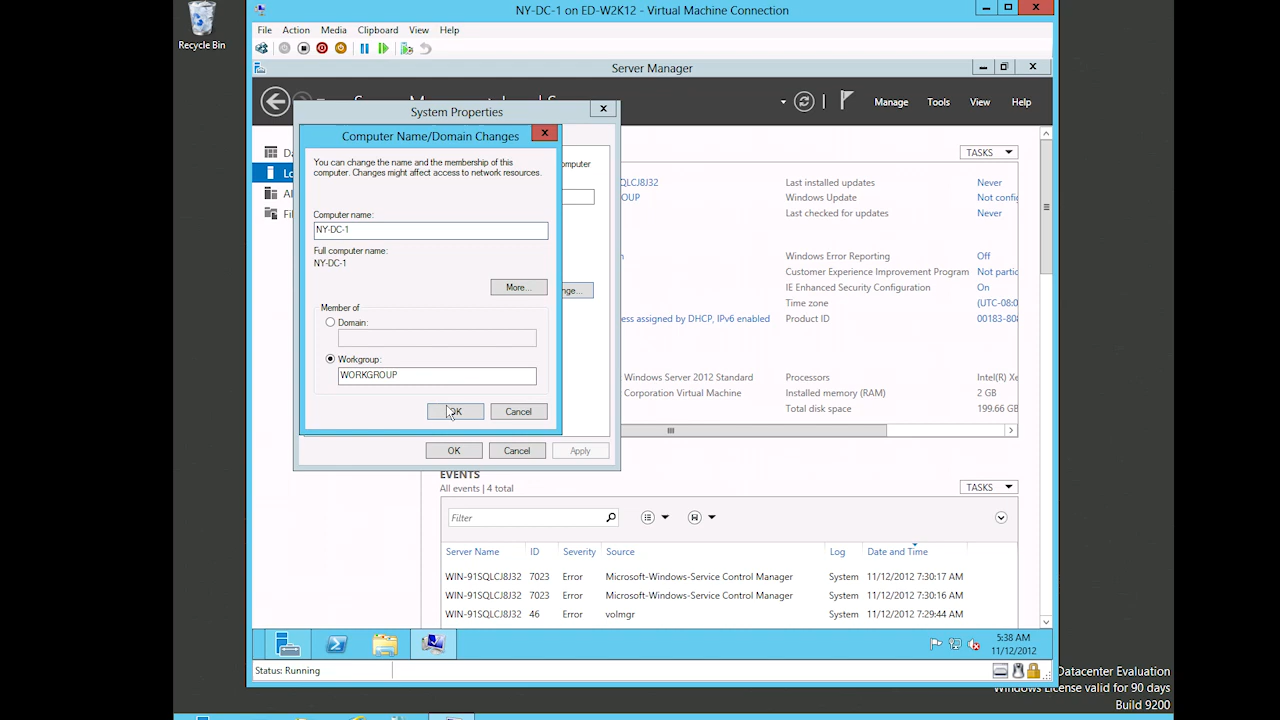 Recycle Bin
NY-DC-1 on ED-W2K12 - Virtual Machine Connection
File Action Media Clipboard View Help
Server Manager
Manage Tools View Help
System Properties
Computer Name/Domain Changes
You can change the name and the membership of this
computer. Changes might affect access to network resources.
Computer name:
NY-DC-1
Full computer name:
NY-DC-1
More...
Member of
Domain:
Workgroup:
WORKGROUP
OK Cancel
OK Cancel Apply
TASKS
Last installed updates Never
Windows Update
Last checked for updates Never
Windows Error Reporting Off
Customer Experience Improvement Program
IE Enhanced Security Configuration On
Time zone (UTC-08:0
assigned by DHCP, IPv6 enabled Product ID 00183-808
Windows Server 2012 Standard Processors Intel(R)
Corporation Virtual Machine Installed memory (RAM) 2 GB
Total disk space 199.66 GB
EVENTS
All events | 4 total TASKS
Filter
Server Name ID Severity Source Log Date and Time
WIN-91SQLCJ8J32 7023 Error Microsoft-Windows-Service Control Manager System 11/12/2012 7:30:17 AM
WIN-91SQLCJ8J32 7023 Error Microsoft-Windows-Service Control Manager System 11/12/2012 7:30:16 AM
WIN-91SQLCJ8J32 46 Error volmgr System 11/12/2012 7:29:44 AM
5:38 AM
11/12/2012
Status: Running
Datacenter Evaluation
Windows License valid for 90 days
Build 9200